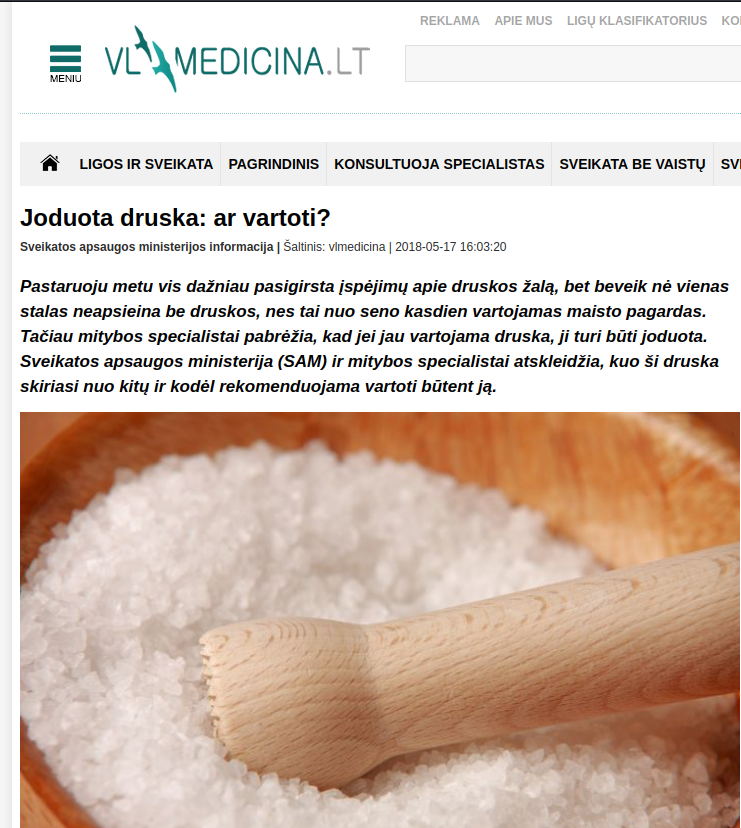 REKLAMA APIE MUS LIGŲ KLASIFIKATORIUS
MENIU
VLMEDICINA.LT
LIGOS IR SVEIKATA PAGRINDINIS KONSULTUOJA SPECIALISTAS SVEIKATA BE VAISTŲ
Joduota druska: ar vartoti?
Sveikatos apsaugos ministerijos informacija | Šaltinis: vlmedicina | 2018-05-17 16:03:20
Pastaruoju metu vis dažniau pasigirsta įspėjimų apie druskos žalą, bet beveik nė vienas
stalas neapsieina be druskos, nes tai nuo seno kasdien vartojamas maisto pagardas.
Tačiau mitybos specialistai pabrėžia, kad jei jau vartojama druska, ji turi būti joduota.
Sveikatos apsaugos ministerija (SAM) ir mitybos specialistai atskleidžia, kuo ši druska
skiriasi nuo kitų ir kodėl rekomenduojama vartoti būtent ją.